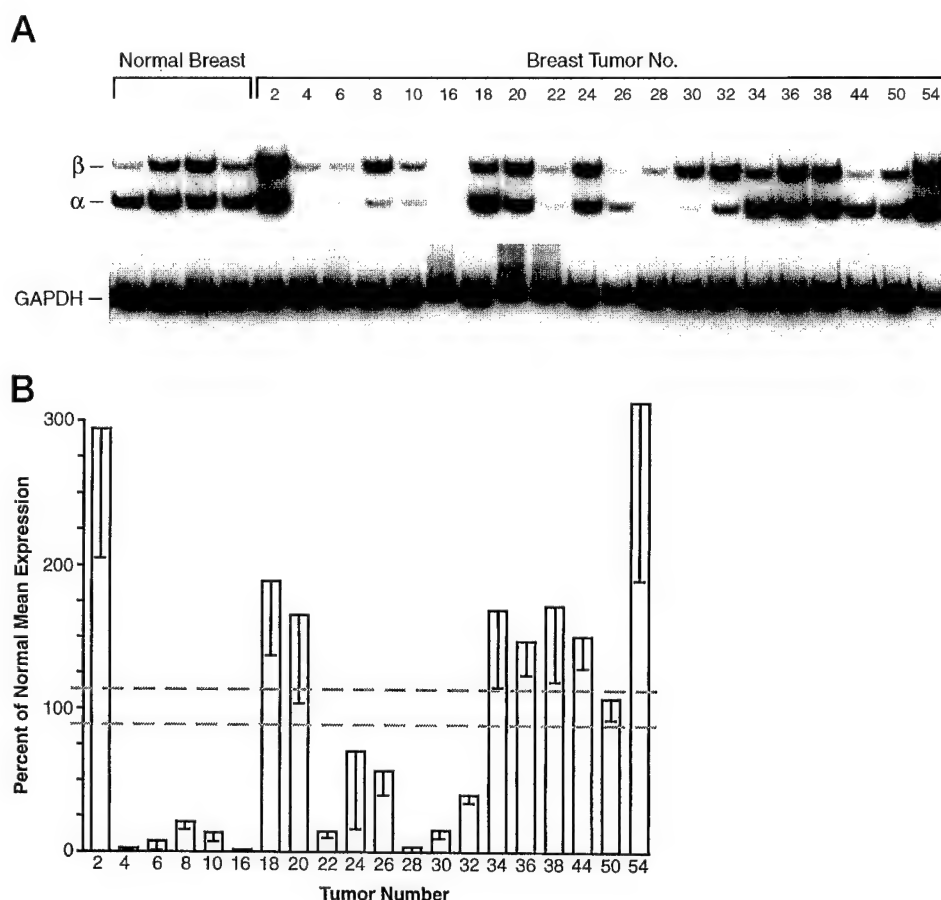 A
Normal Breast
Breast Tumor No.
2 4 6 8 10 16 18 20 22 24 26 28 30 32 34 36 38 44 50 54
β –
α –
GAPDH –
B
Percent of Normal Mean Expression
300
200
100
0
2 4 6 8 10 16 18 20 22 24 26 28 30 32 34 36 38 44 50 54
Tumor Number